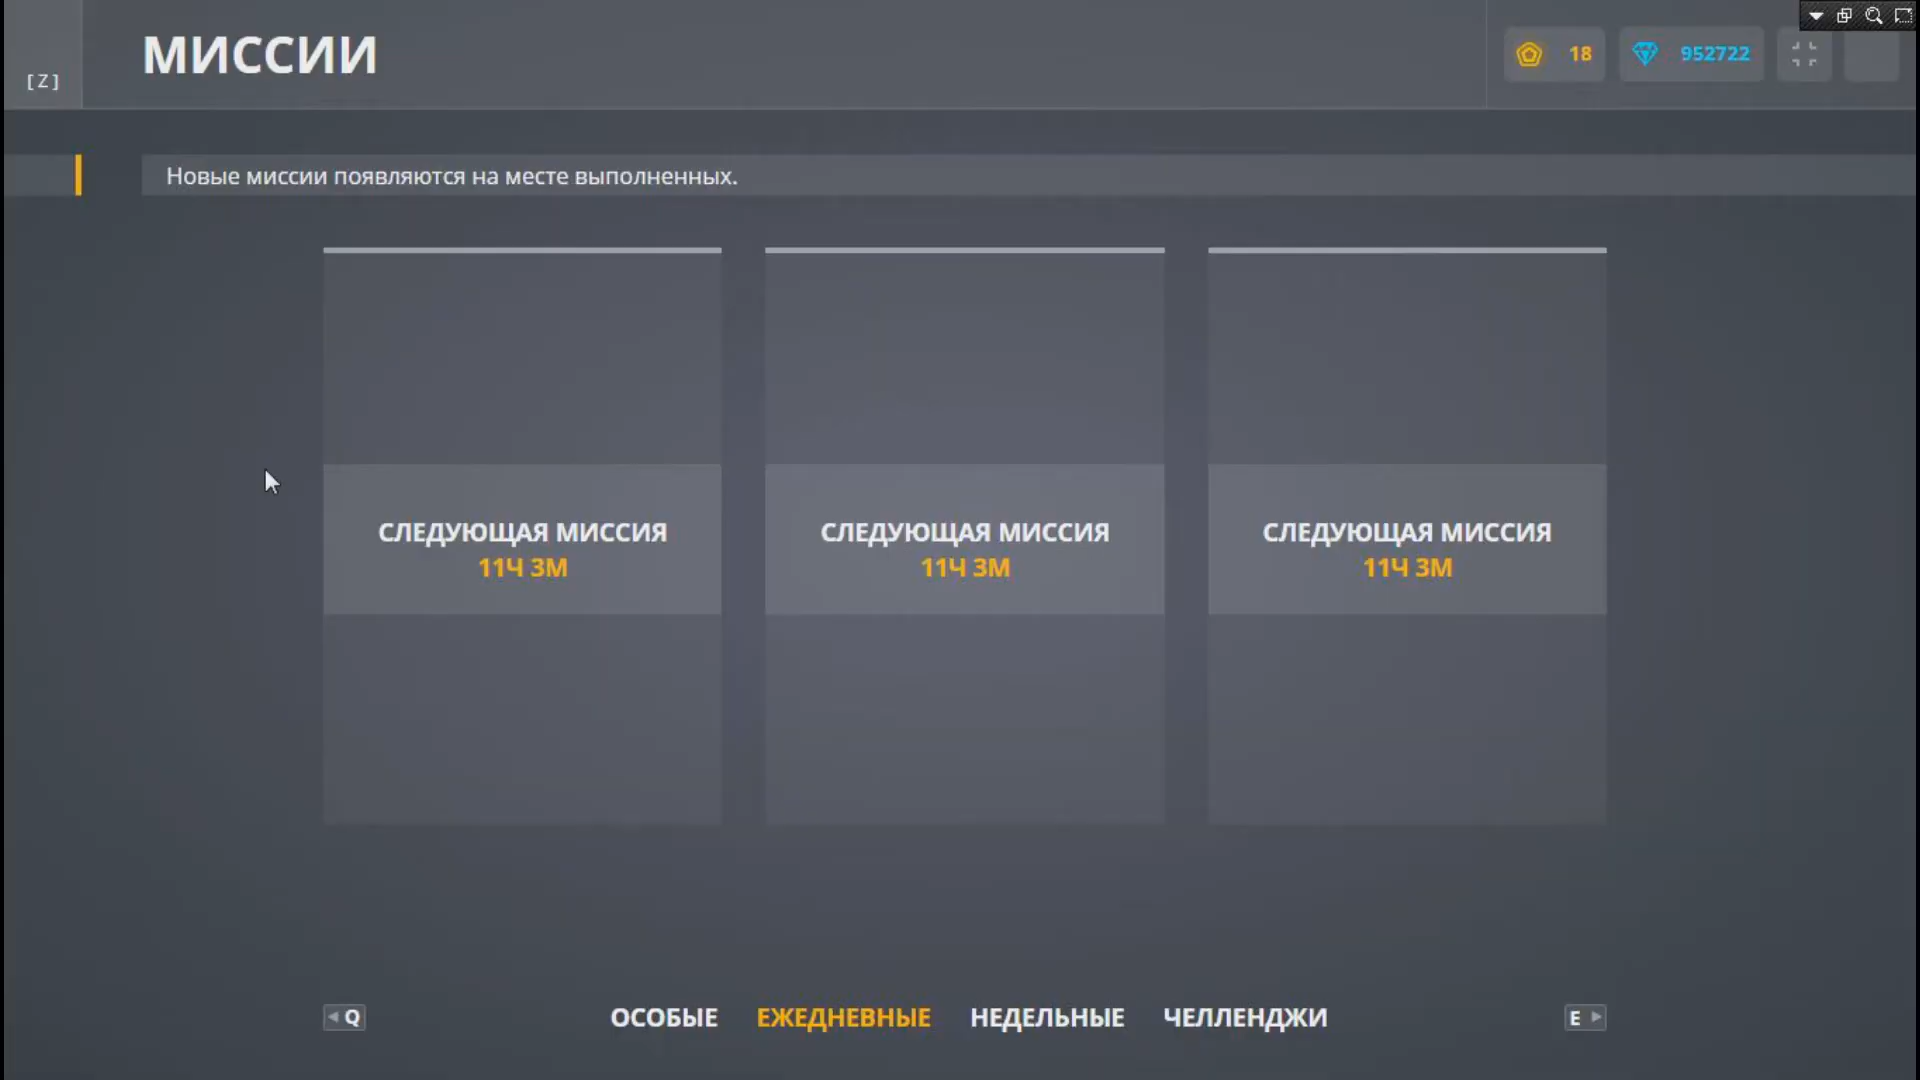 [Z]
МИССИИ
18
952722
Новые миссии появляются на месте выполненных.
СЛЕДУЮЩАЯ МИССИЯ
11Ч 3М
СЛЕДУЮЩАЯ МИССИЯ
11Ч 3М
СЛЕДУЮЩАЯ МИССИЯ
11Ч 3М
Q
ОСОБЫЕ ЕЖЕДНЕВНЫЕ НЕДЕЛЬНЫЕ ЧЕЛЛЕНДЖИ
E